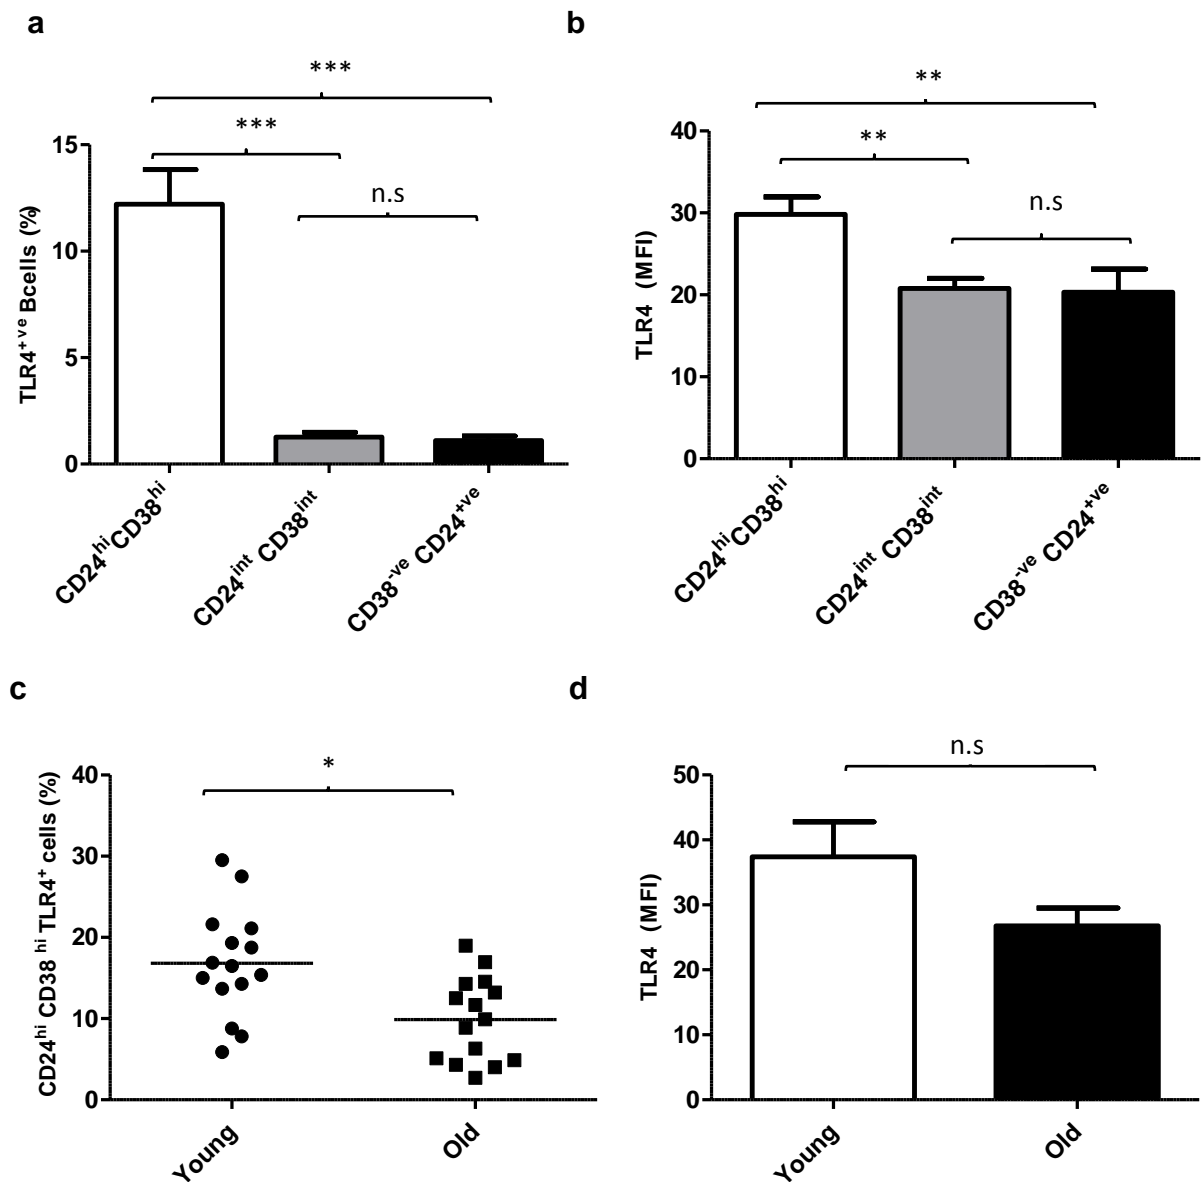 a
***
***
n.s
15
10
5
0
TLR4+ve Bcells (%)
CD24hiCD38hi
CD24int CD38int
CD38-ve CD24+ve
b
**
**
n.s
40
30
20
10
0
TLR4 (MFI)
CD24hiCD38hi
CD24int CD38int
CD38-ve CD24+ve
c
*
40
30
20
10
0
CD24hi CD38 hi TLR4+ cells (%)
Young
Old
d
n.s
50
40
30
20
10
0
TLR4 (MFI)
Young
Old